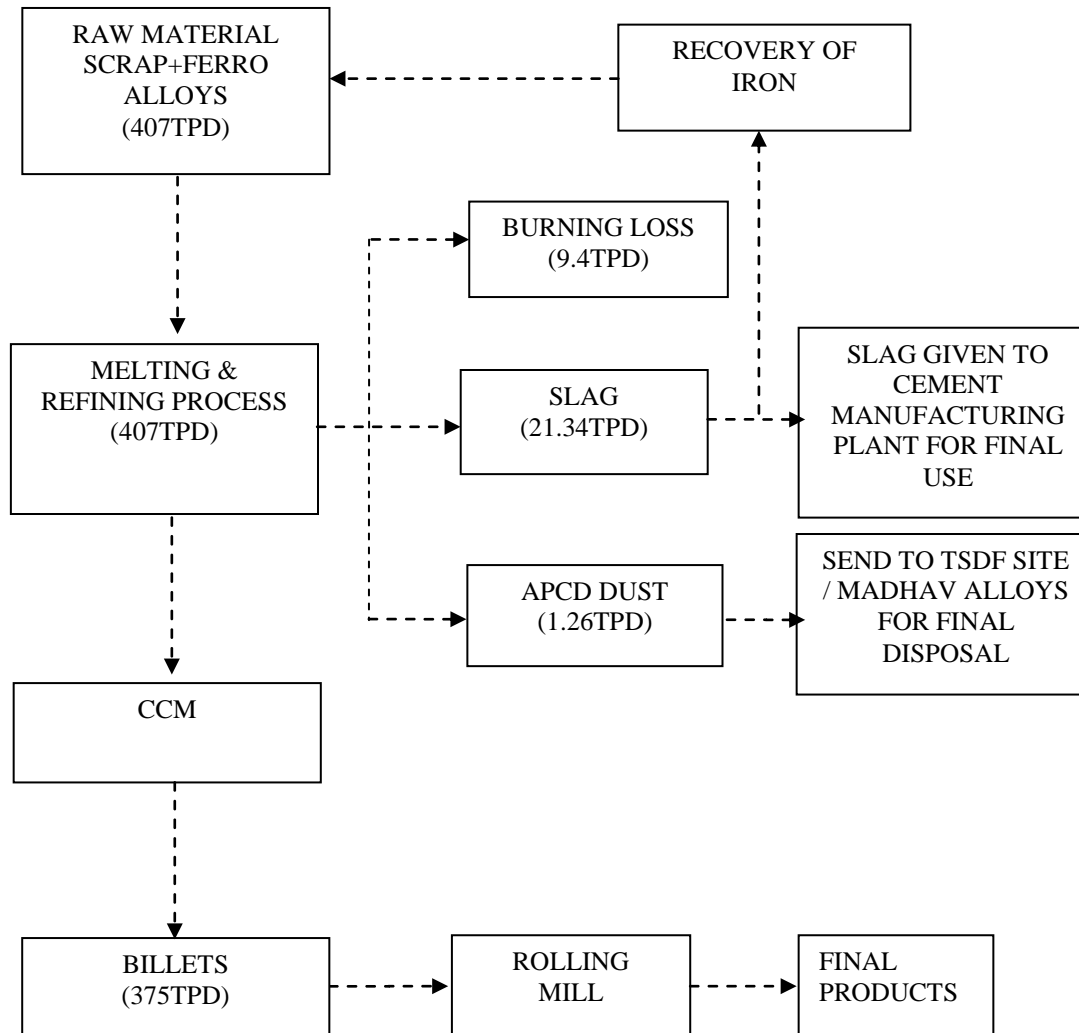 RAW MATERIAL
SCRAP+FERRO
ALLOYS
(407TPD)
RECOVERY OF
IRON
BURNING LOSS
(9.4TPD)
MELTING &
REFINING PROCESS
(407TPD)
SLAG
(21.34TPD)
SLAG GIVEN TO
CEMENT
MANUFACTURING
PLANT FOR FINAL
USE
APCD DUST
(1.26TPD)
SEND TO TSDF SITE
/ MADHAV ALLOYS
FOR FINAL
DISPOSAL
CCM
BILLETS
(375TPD)
ROLLING
MILL
FINAL
PRODUCTS